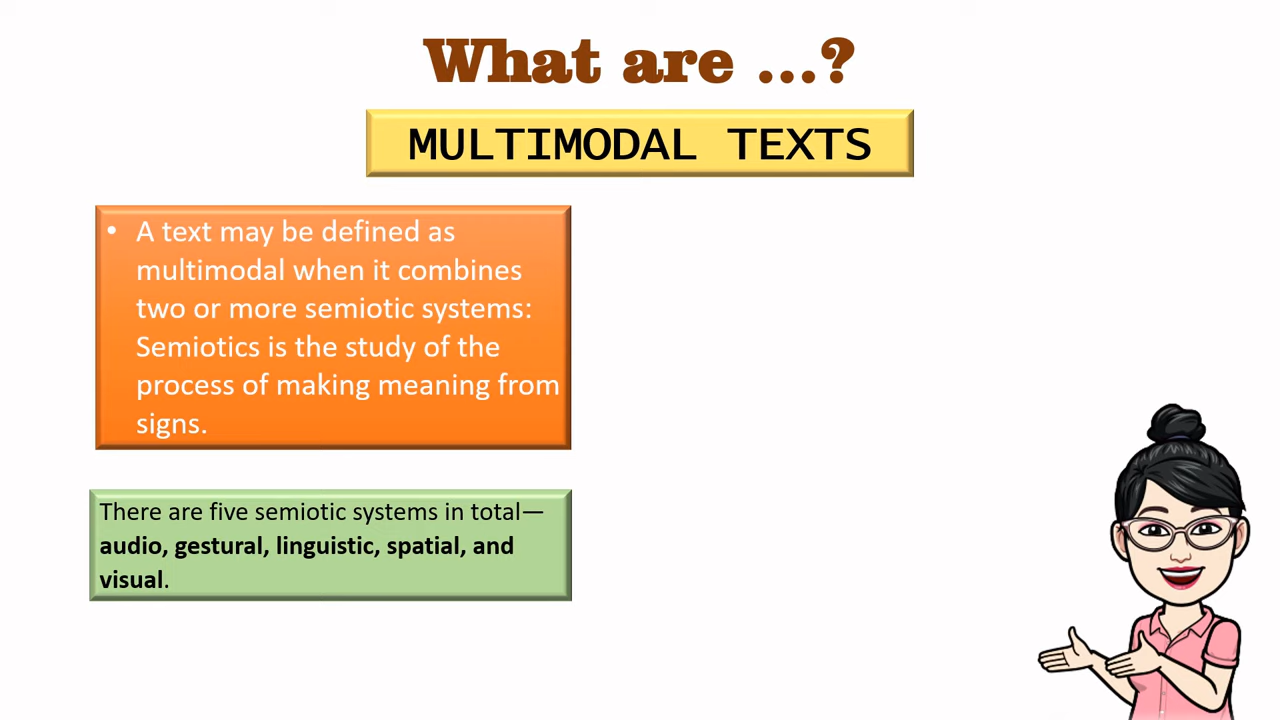 What are ...?
MULTIMODAL TEXTS
• A text may be defined as
multimodal when it combines
two or more semiotic systems:
Semiotics is the study of the
process of making meaning from
signs.
There are five semiotic systems in total—
audio, gestural, linguistic, spatial, and
visual.